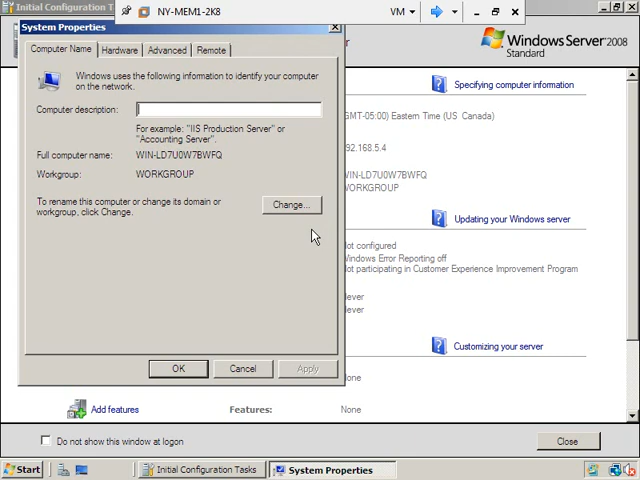 Initial Configuration T
NY-MEM1-2K8
VM
System Properties
Computer Name
Hardware
Advanced
Remote
Windows Server 2008
Standard
Windows uses the following information to identify your computer
on the network.
Computer description:
For example: "IIS Production Server" or
"Accounting Server".
Full computer name:
WIN-LD7U0W7BWFQ
Workgroup:
WORKGROUP
To rename this computer or change its domain or
workgroup, click Change.
Change...
OK
Cancel
Apply
Specifying computer information
GMT-05:00) Eastern Time (US Canada)
92.168.5.4
WIN-LD7U0W7BWFQ
WORKGROUP
Updating your Windows server
ot configured
Windows Error Reporting off
ot participating in Customer Experience Improvement Program
ever
ever
Customizing your server
one
Add features
Features:
None
Do not show this window at logon
Close
Start
Initial Configuration Tasks
System Properties